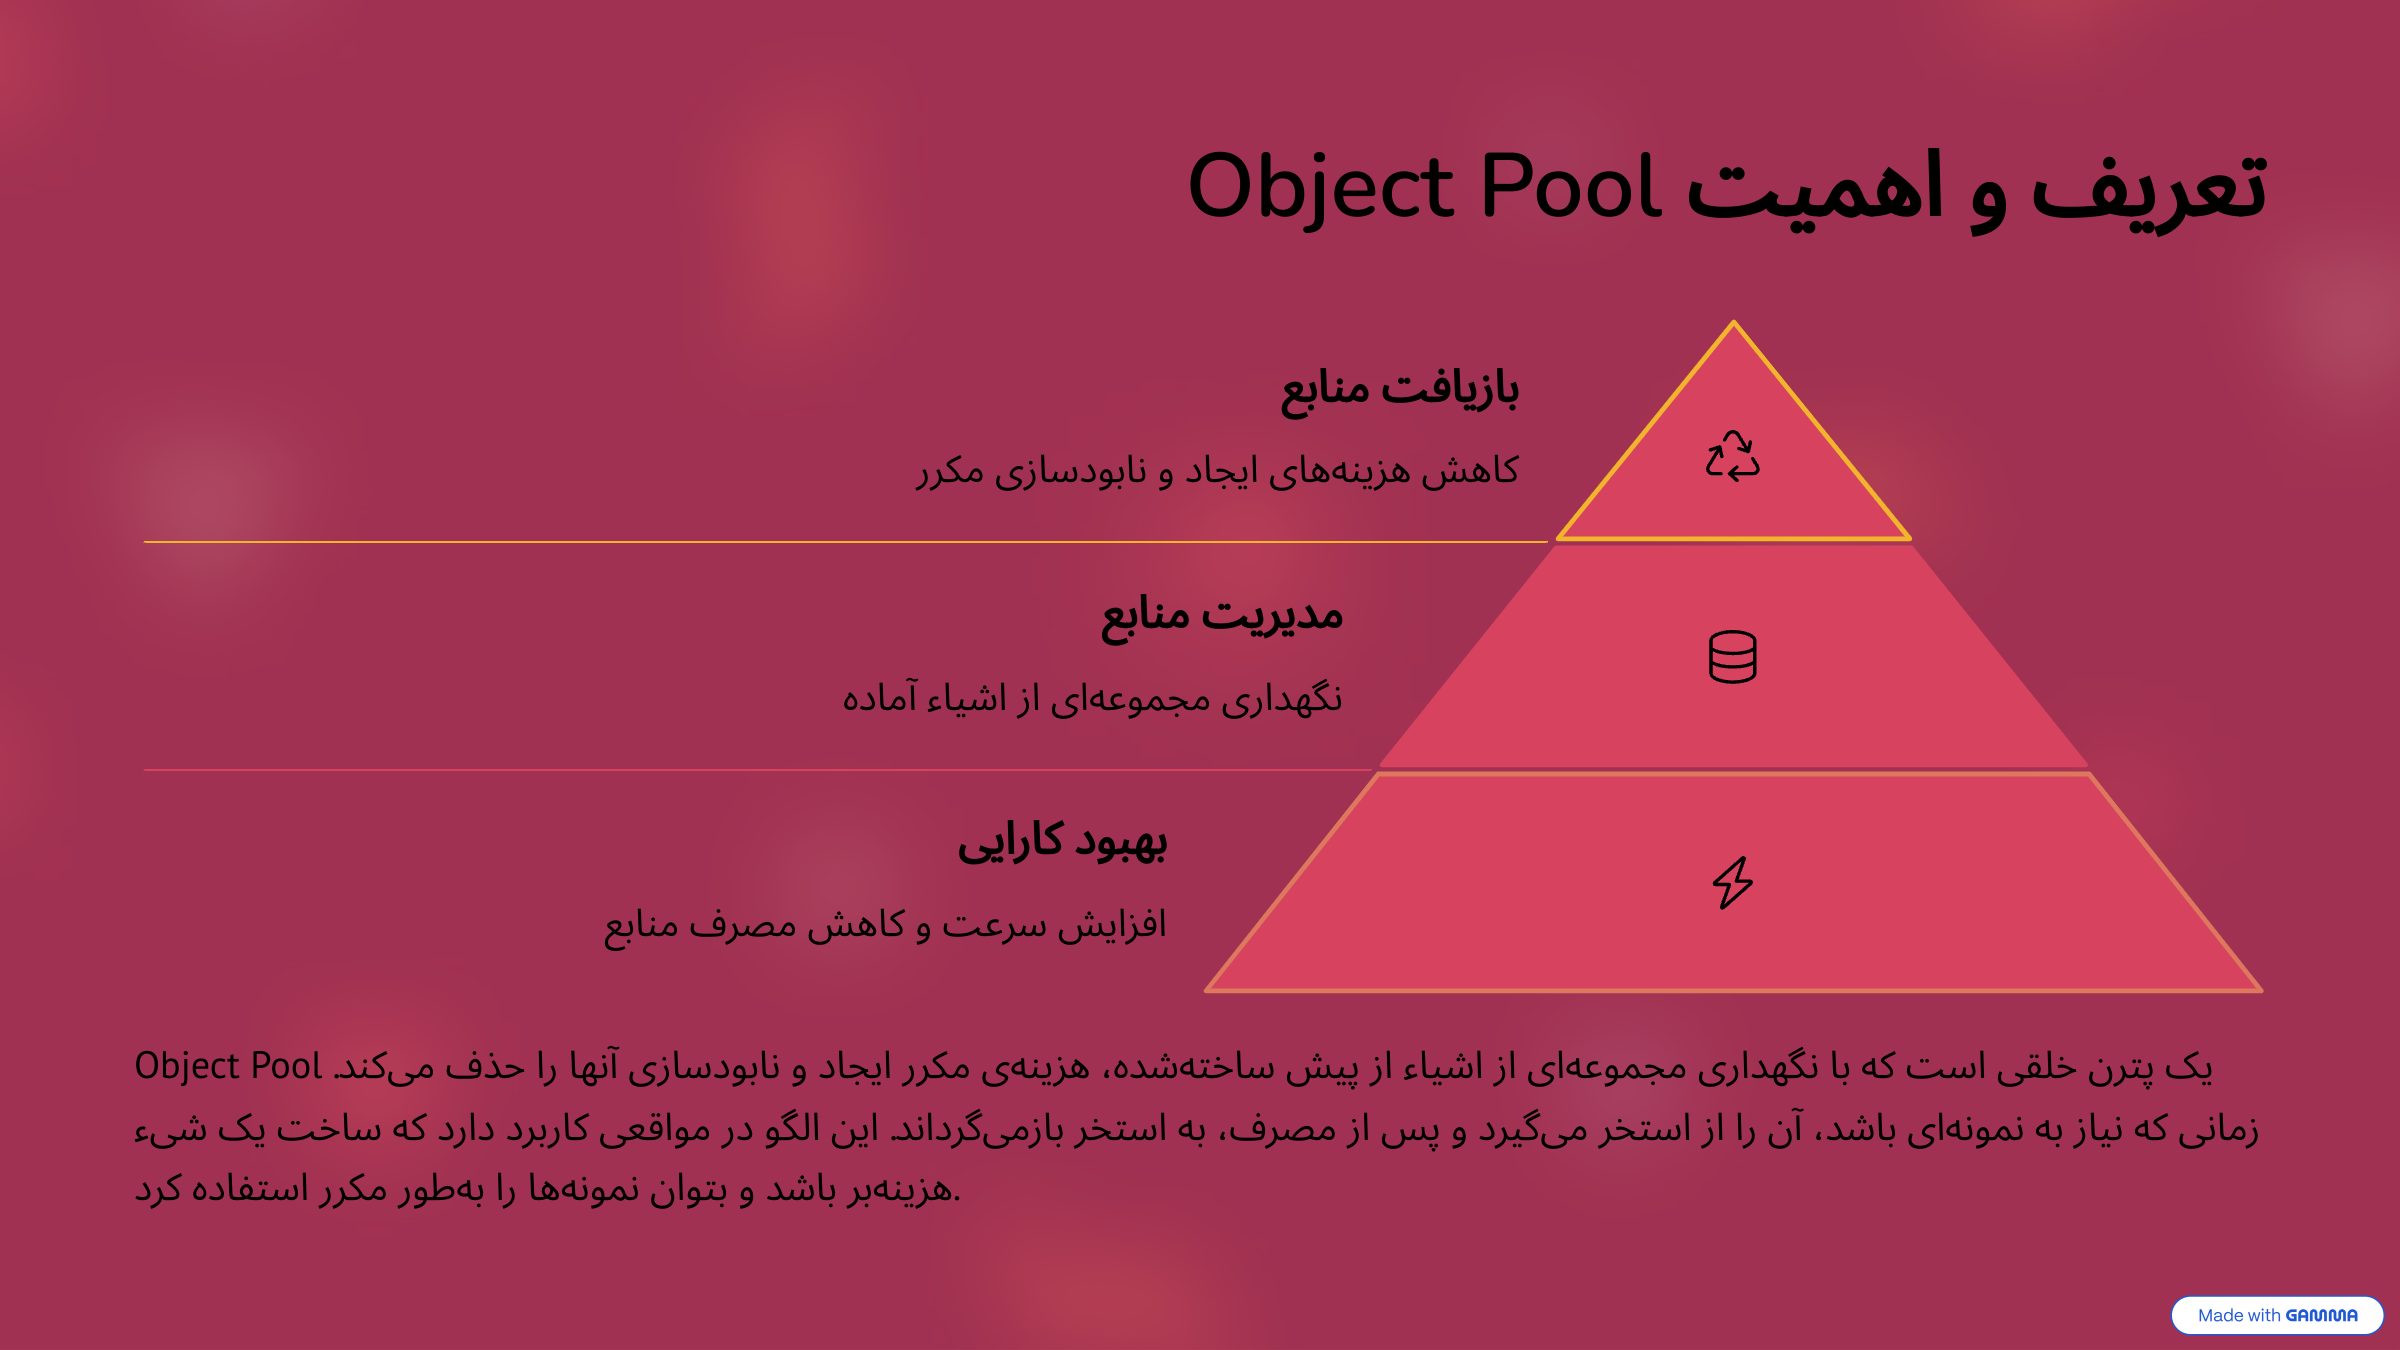 تعریف و اهمیت Object Pool
بازیافت منابع
کاهش هزینه‌های ایجاد و نابودسازی مکرر
مدیریت منابع
نگهداری مجموعه‌ای از اشیاء آماده
بهبود کارایی
افزایش سرعت و کاهش مصرف منابع
Object Pool یک پترن خلقی است که با نگهداری مجموعه‌ای از اشیاء از پیش ساخته‌شده، هزینه‌ی مکرر ایجاد و نابودسازی آنها را حذف می‌کند.
زمانی که نیاز به نمونه‌ای باشد، آن را از استخر می‌گیرد و پس از مصرف، به استخر بازمی‌گرداند. این الگو در مواقعی کاربرد دارد که ساخت یک شیء
هزینه‌بر باشد و بتوان نمونه‌ها را به‌طور مکرر استفاده کرد.
Made with GAMMA